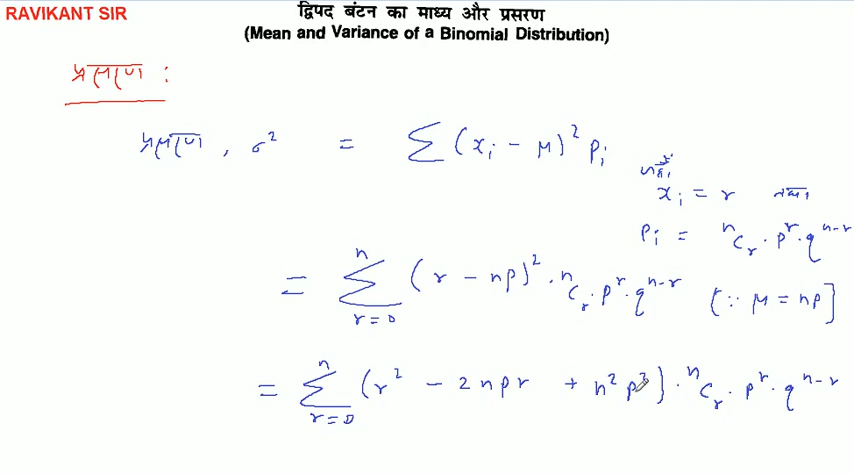 RAVIKANT SIR
द्विपद बंटन का माध्य और प्रसरण
(Mean and Variance of a Binomial Distribution)
प्रसरण :
प्रसरण , σ² = Σ (xᵢ - μ)² pᵢ
जहाँ
xᵢ = r तथा
Pᵢ = ⁿCᵣ · pʳ · qⁿ⁻ʳ
= Σⁿᵣ₌₀ (r - np)² · ⁿCᵣ · pʳ · qⁿ⁻ʳ (∵ μ = np]
= Σⁿᵣ₌₀ (r² - 2npr + n²p²) · ⁿCᵣ · pʳ · qⁿ⁻ʳ